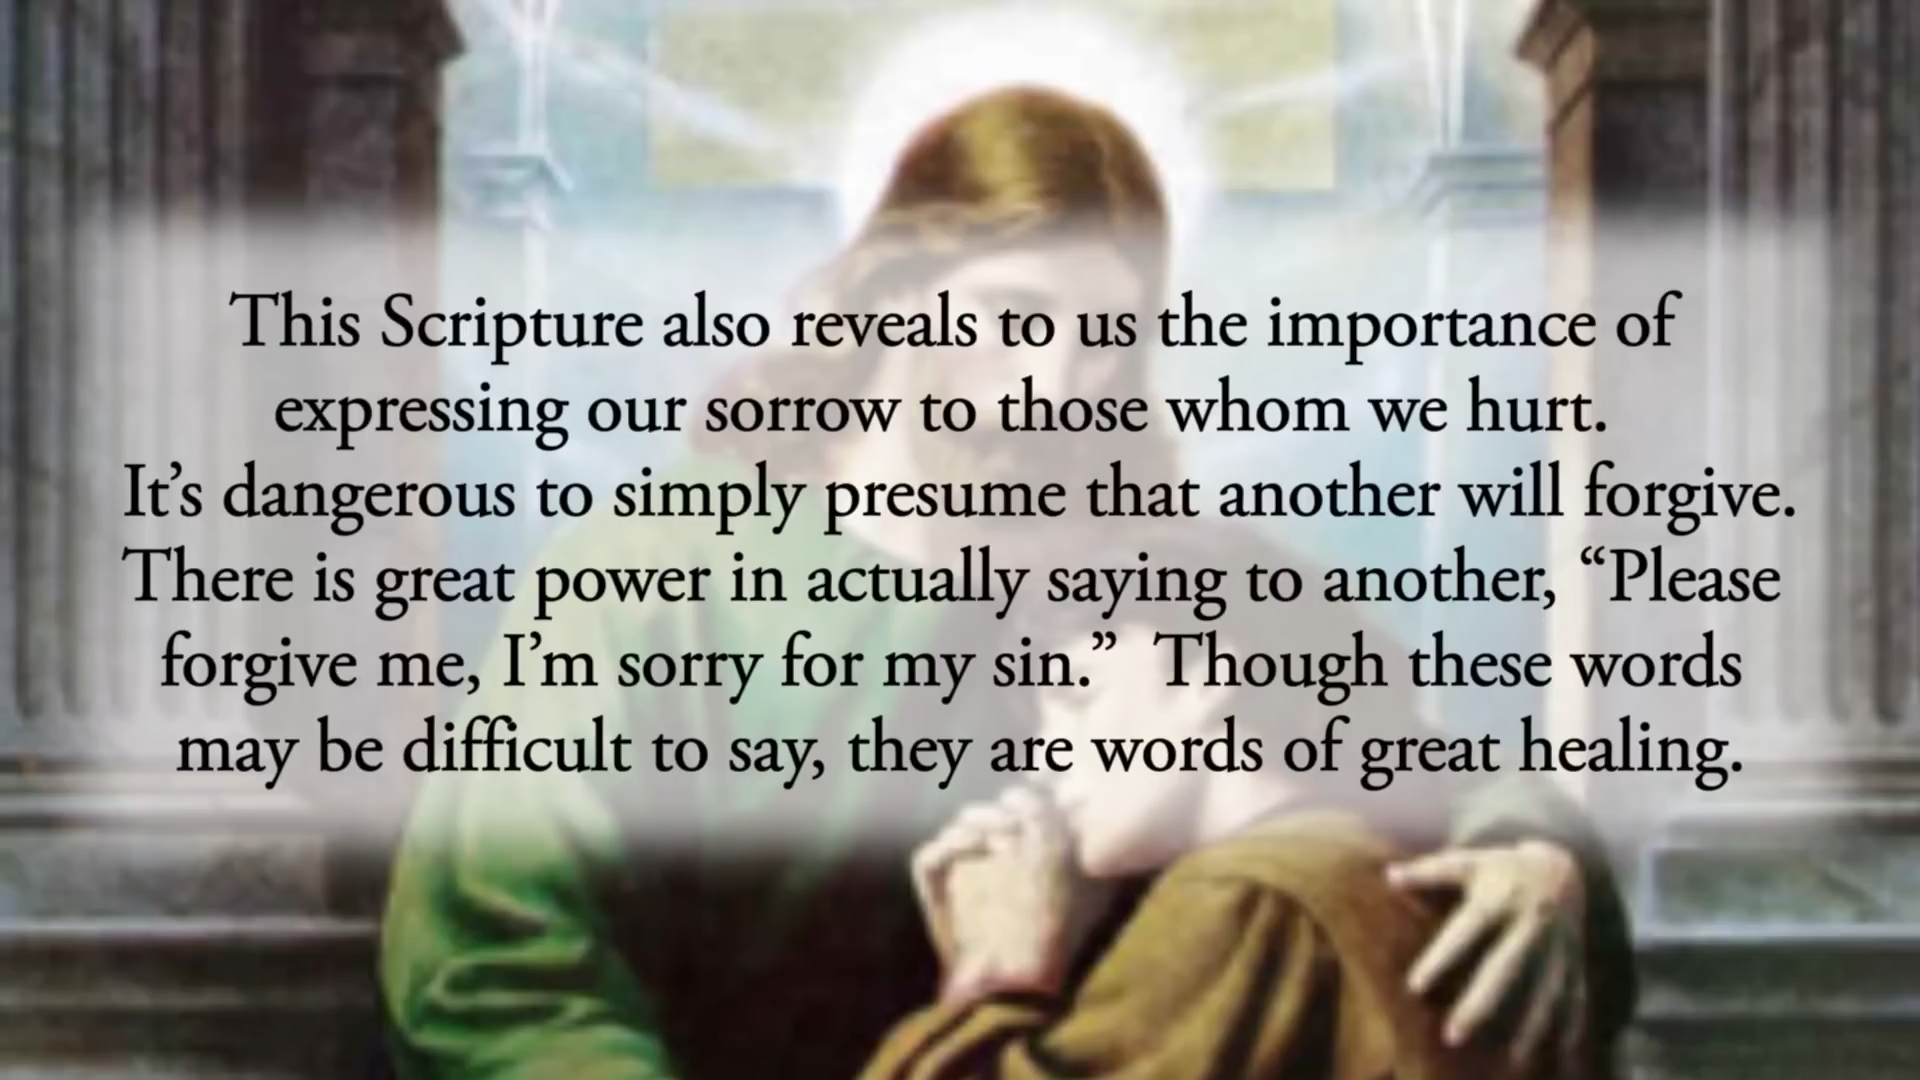 This Scripture also reveals to us the importance of
expressing our sorrow to those whom we hurt.
It’s dangerous to simply presume that another will forgive.
There is great power in actually saying to another, “Please
forgive me, I’m sorry for my sin.”  Though these words
may be difficult to say, they are words of great healing.